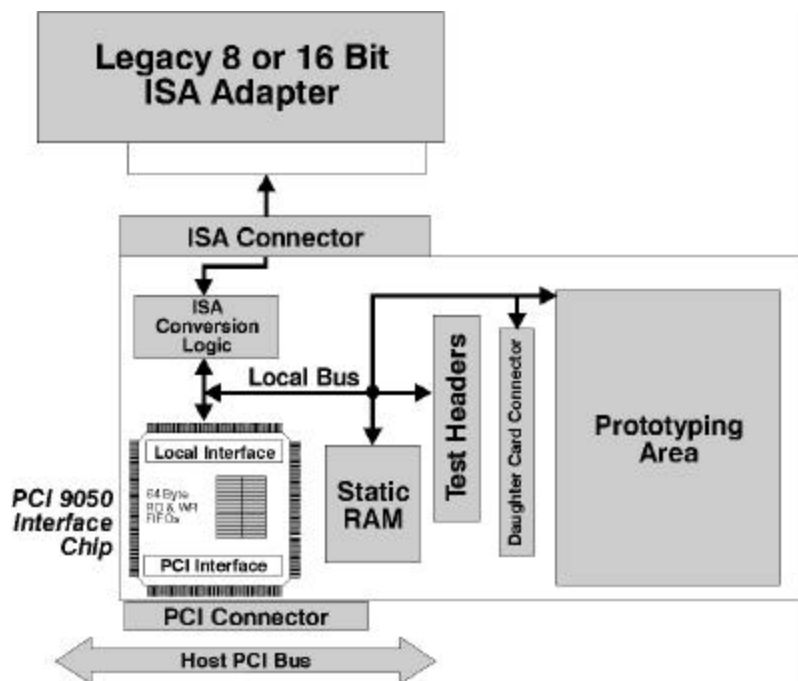 Legacy 8 or 16 Bit
ISA Adapter
ISA Connector
ISA
Conversion
Logic
Local Bus
Test Headers
Daughter Card Connector
Prototyping
Area
Local Interface
64 Byte
RD & WR
FIFOs
PCI Interface
PCI 9050
Interface
Chip
Static
RAM
PCI Connector
Host PCI Bus